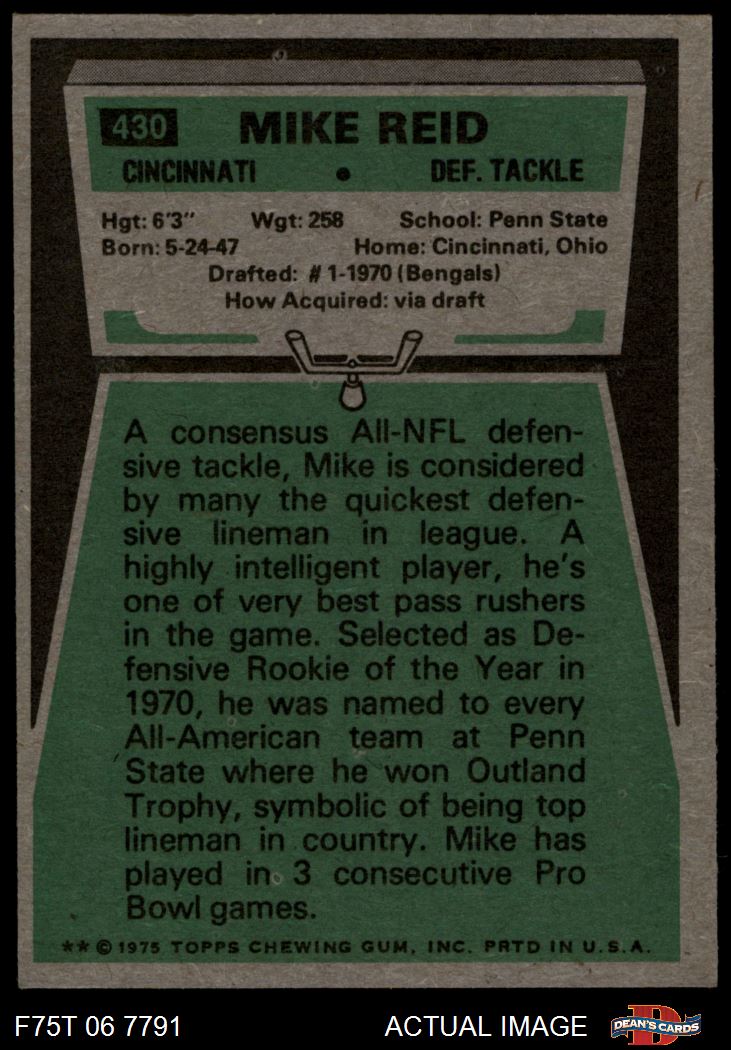 430 MIKE REID
CINCINNATI • DEF. TACKLE
Hgt: 6'3" Wgt: 258 School: Penn State
Born: 5-24-47 Home: Cincinnati, Ohio
Drafted: #1-1970 (Bengals)
How Acquired: via draft
A consensus All-NFL defen-
sive tackle, Mike is considered
by many the quickest defen-
sive lineman in league. A
highly intelligent player, he's
one of very best pass rushers
in the game. Selected as De-
fensive Rookie of the Year in
1970, he was named to every
All-American team at Penn
State where he won Outland
Trophy, symbolic of being top
lineman in country. Mike has
played in 3 consecutive Pro
Bowl games.
**©1975 TOPPS CHEWING GUM, INC. PRTD IN U.S.A.
F75T 06 7791 ACTUAL IMAGE D DEAN'S CARDS